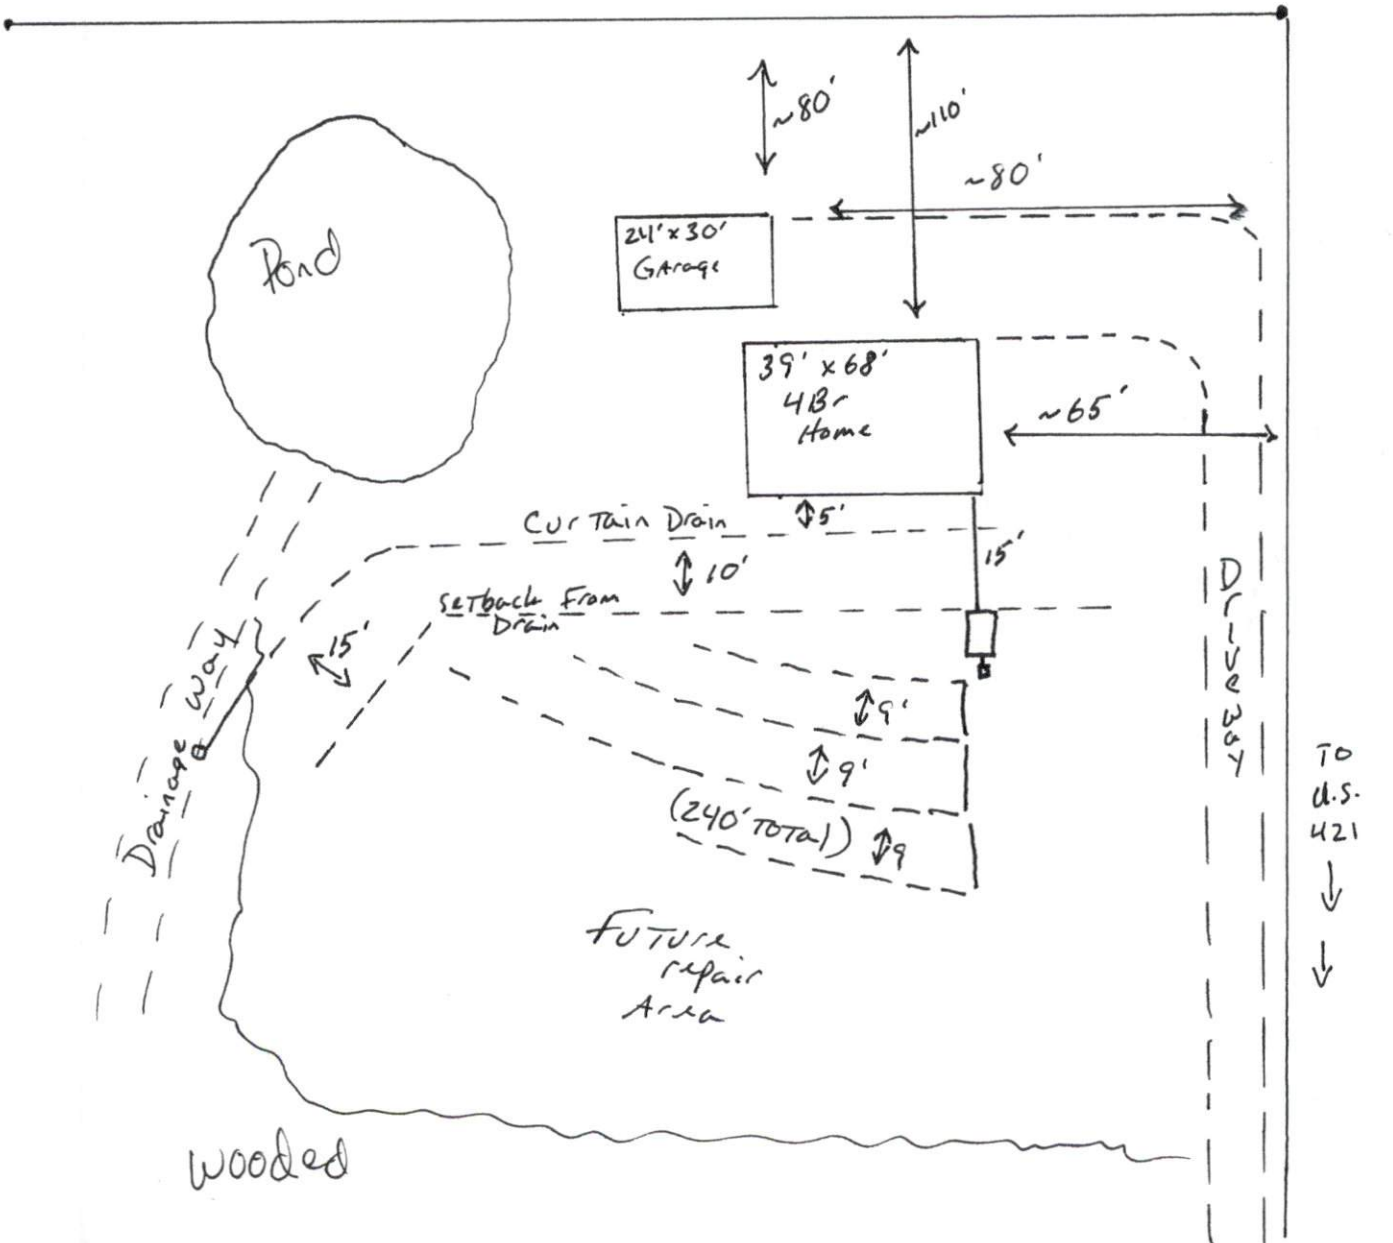 ~80'
~110'
~80'
24' x 30'
Garage
Pond
39' x 68'
4Br
Home
~65'
Curtain Drain
5'
15'
10'
Setback From
Drain
15'
9'
9'
(240' Total)
9
Drainage Way
Driveway
To
U.S.
421
Future
repair
Area
Wooded